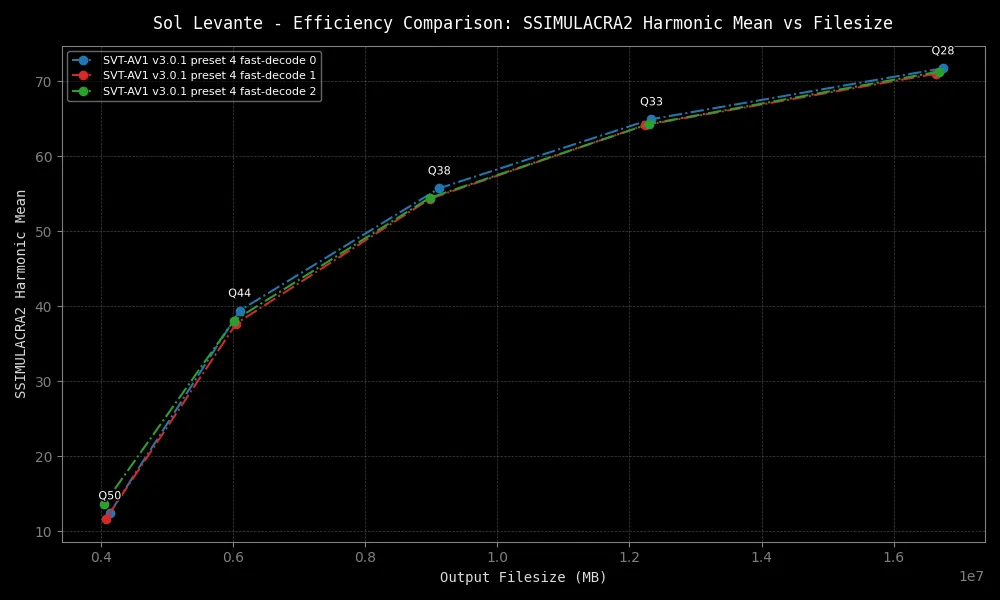 Sol Levante - Efficiency Comparison: SSIMULACRA2 Harmonic Mean vs Filesize
SVT-AV1 v3.0.1 preset 4 fast-decode 0
SVT-AV1 v3.0.1 preset 4 fast-decode 1
SVT-AV1 v3.0.1 preset 4 fast-decode 2
Q28
Q33
Q38
Q44
Q50
70
60
50
40
30
20
10
SSIMULACRA2 Harmonic Mean
0.4 0.6 0.8 1.0 1.2 1.4 1.6
1e7
Output Filesize (MB)